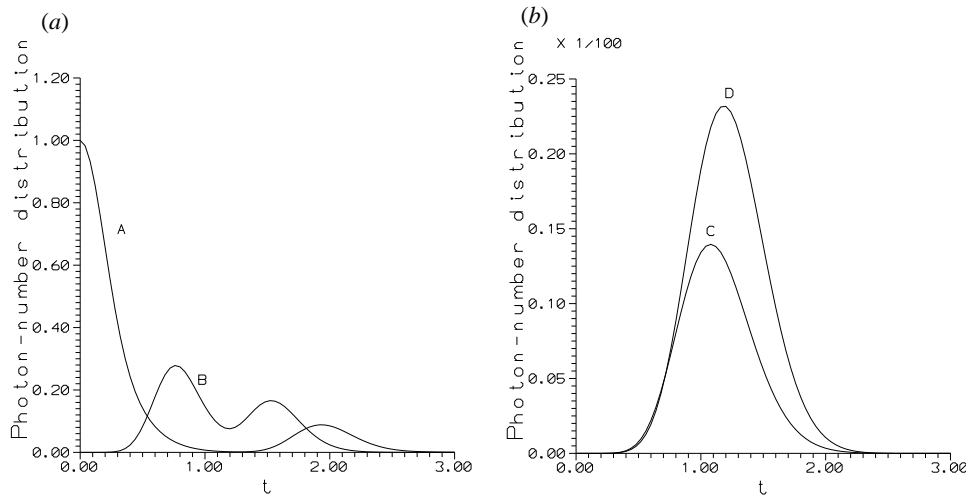 (a)
Photon-number distribution
1.20
1.00
0.80
0.60
0.40
0.20
0.00
A
B
0.00 1.00 2.00 3.00
t
(b)
X 1/100
Photon-number distribution
0.25
0.20
0.15
0.10
0.05
0.00
D
C
0.00 1.00 2.00 3.00
t